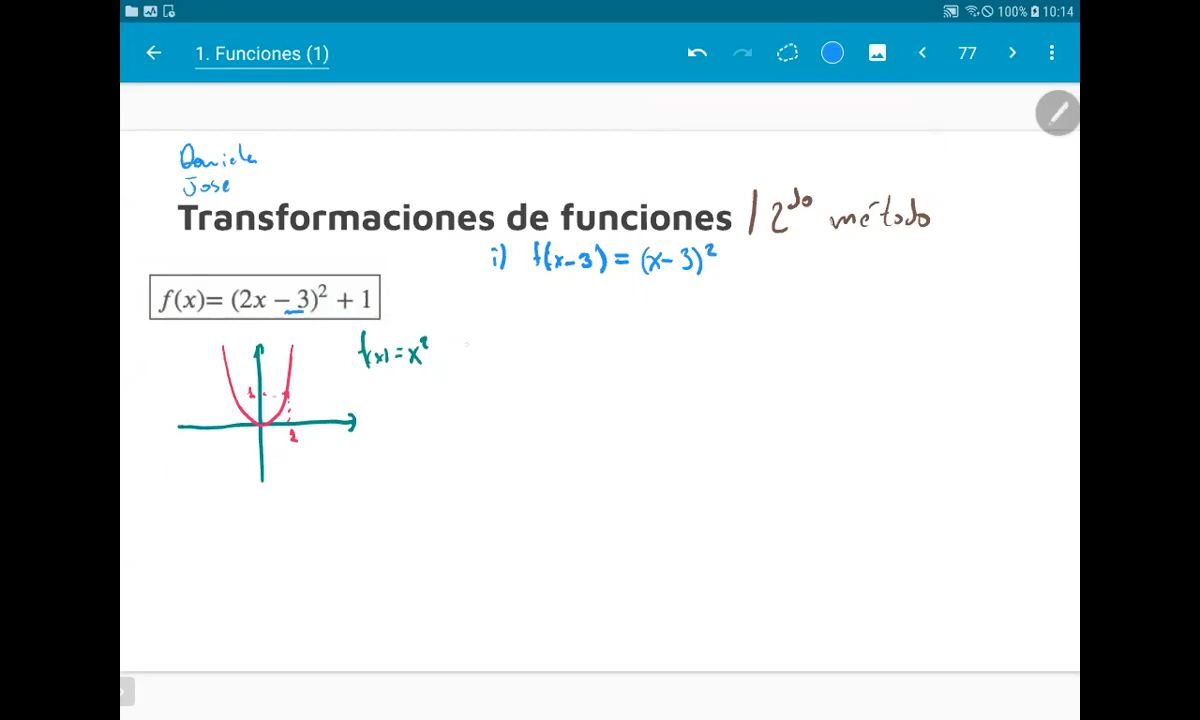 100% 10:14
1. Funciones (1)
77
Daniela
Jose
Transformaciones de funciones / 2do método
i) f(x-3) = (x-3)²
f(x)= (2x − 3)² + 1
f(x) = x²
1
2